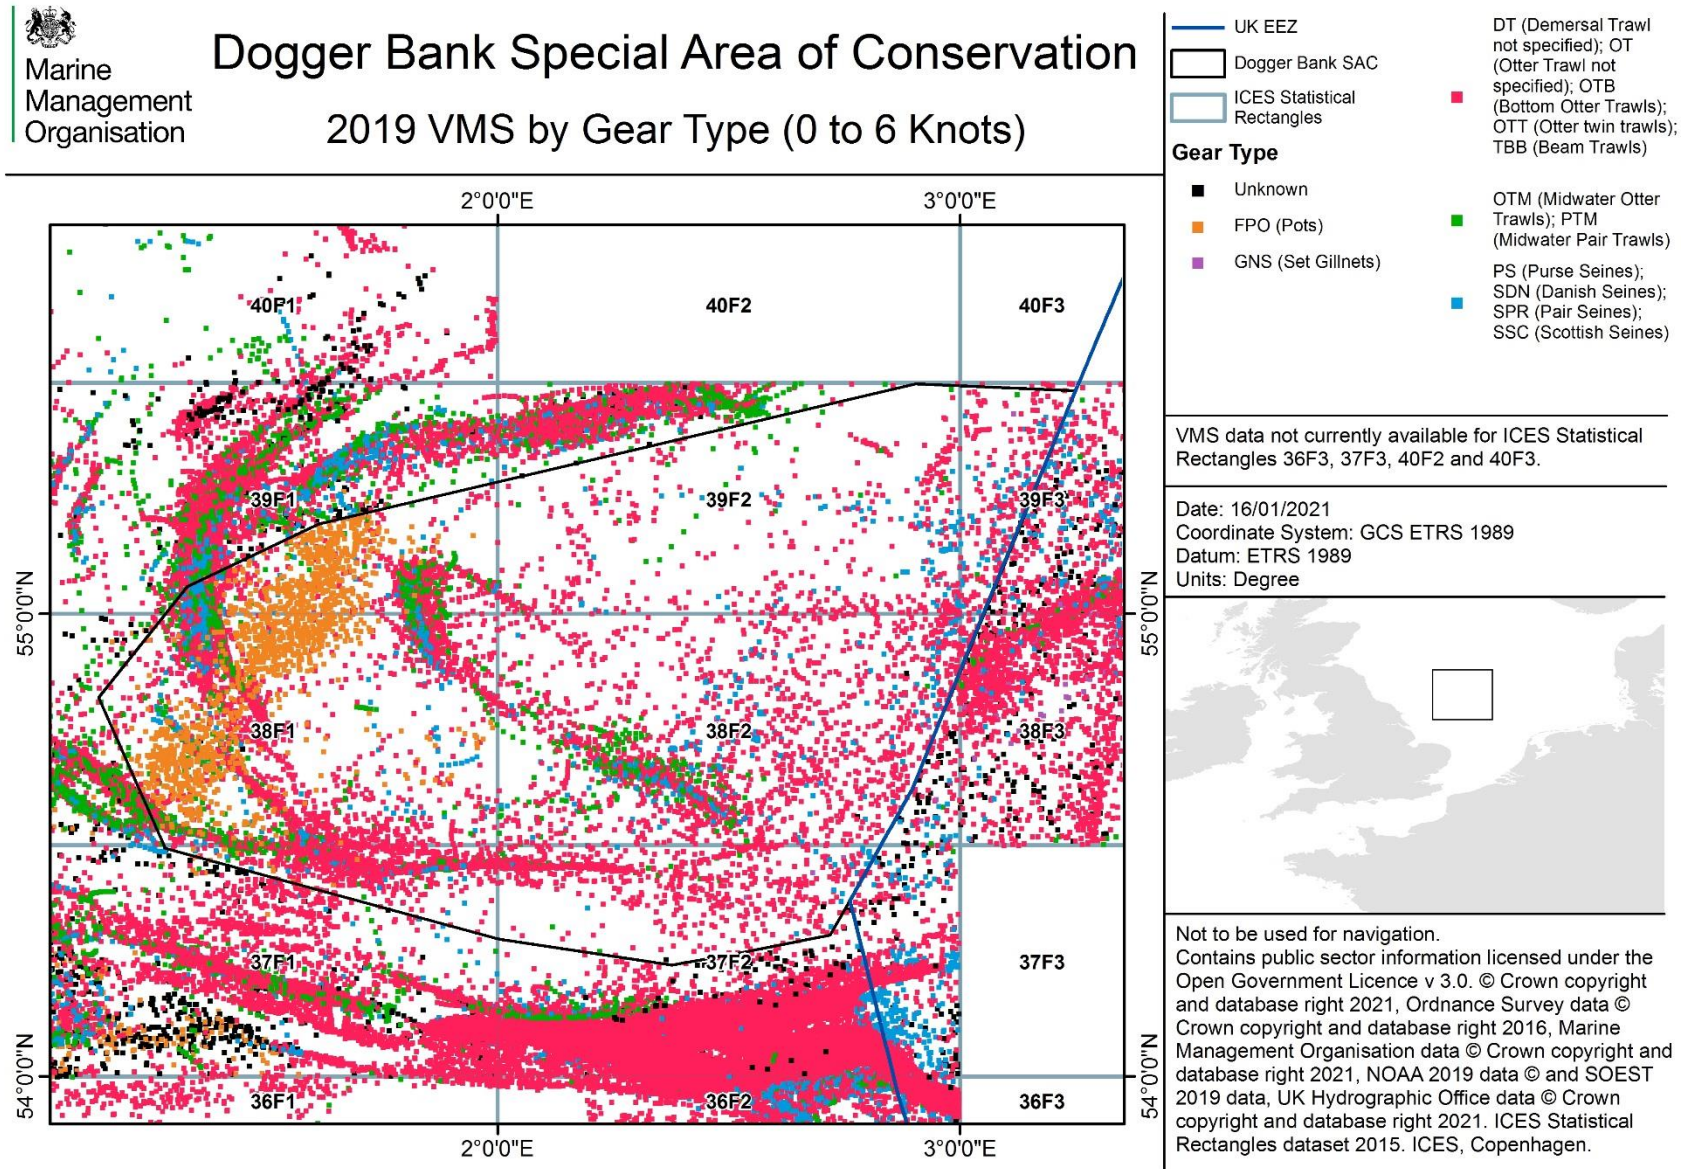 Marine
Management
Organisation
Dogger Bank Special Area of Conservation
2019 VMS by Gear Type (0 to 6 Knots)
UK EEZ
Dogger Bank SAC
ICES Statistical
Rectangles
Gear Type
Unknown
FPO (Pots)
GNS (Set Gillnets)
DT (Demersal Trawl
not specified); OT
(Otter Trawl not
specified); OTB
(Bottom Otter Trawls);
OTT (Otter twin trawls);
TBB (Beam Trawls)
OTM (Midwater Otter
Trawls); PTM
(Midwater Pair Trawls)
PS (Purse Seines);
SDN (Danish Seines);
SPR (Pair Seines);
SSC (Scottish Seines)
2°0'0"E
3°0'0"E
40F1
40F2
40F3
39F1
39F2
39F3
55°0'0"N
55°0'0"N
38F1
38F2
38F3
37F1
37F2
37F3
54°0'0"N
54°0'0"N
36F1
36F2
36F3
2°0'0"E
3°0'0"E
VMS data not currently available for ICES Statistical
Rectangles 36F3, 37F3, 40F2 and 40F3.
Date: 16/01/2021
Coordinate System: GCS ETRS 1989
Datum: ETRS 1989
Units: Degree
Not to be used for navigation.
Contains public sector information licensed under the
Open Government Licence v 3.0. © Crown copyright
and database right 2021, Ordnance Survey data ©
Crown copyright and database right 2016, Marine
Management Organisation data © Crown copyright and
database right 2021, NOAA 2019 data © and SOEST
2019 data, UK Hydrographic Office data © Crown
copyright and database right 2021. ICES Statistical
Rectangles dataset 2015. ICES, Copenhagen.